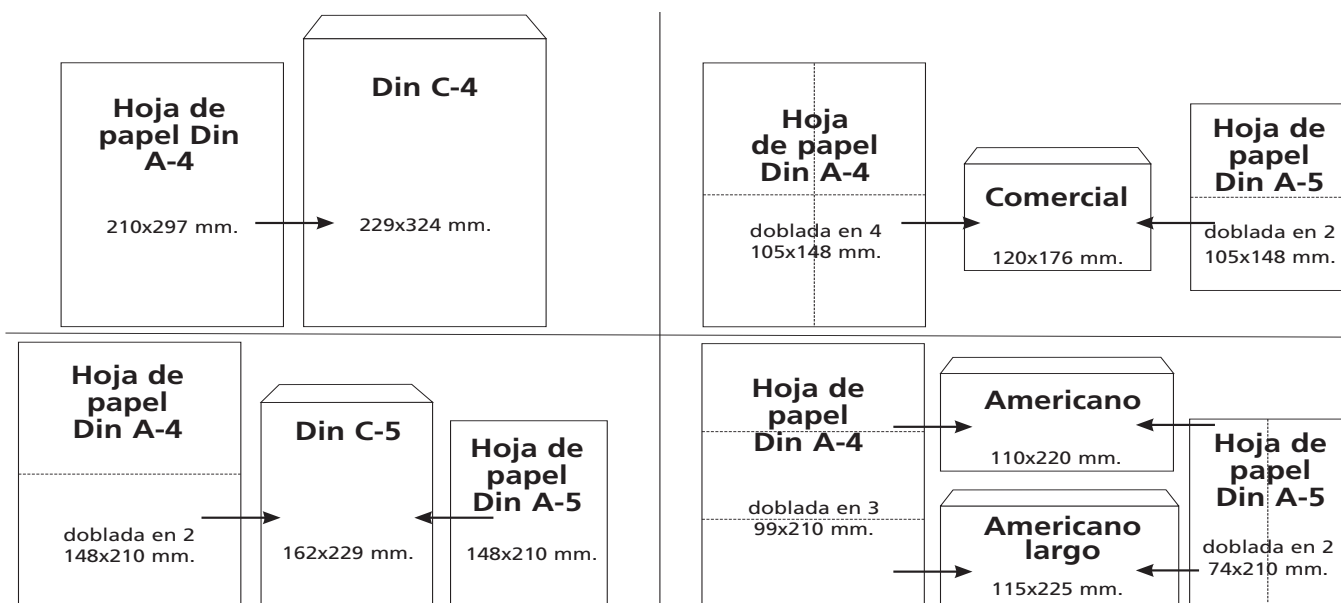 Hoja de
papel Din
A-4
210x297 mm.
Din C-4
229x324 mm.
Hoja
de papel
Din A-4
doblada en 4
105x148 mm.
Comercial
120x176 mm.
Hoja de
papel
Din A-5
doblada en 2
105x148 mm.
Hoja de
papel
Din A-4
doblada en 2
148x210 mm.
Din C-5
162x229 mm.
Hoja de
papel
Din A-5
148x210 mm.
Hoja de
papel
Din A-4
doblada en 3
99x210 mm.
Americano
110x220 mm.
Americano
largo
115x225 mm.
Hoja de
papel
Din A-5
doblada en 2
74x210 mm.